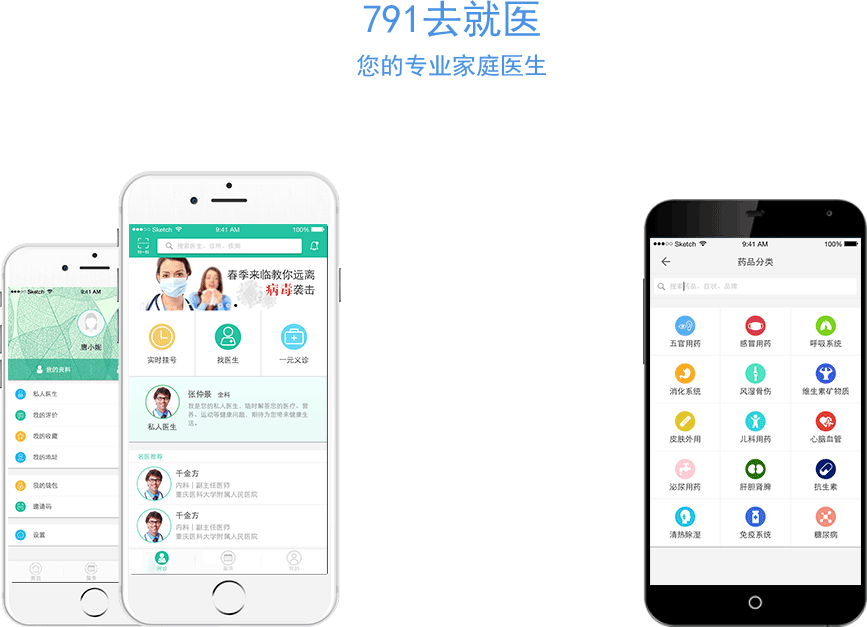 791去就医
您的专业家庭医生
Sketch
9:41 AM
唐小妮
我的资料
私人医生
我的评价
我的收藏
我的地址
我的钱包
邀请码
设置
首页
服务
Sketch
9:41 AM
100%
扫一扫
搜索医生、诊所、疾病
春季来临教你远离
病毒袭击
实时挂号
找医生
一元义诊
私人医生
张仲景 全科
我是您的私人医生，随时解答您的医疗、营
养、运动等健康问题，期待为您带来健康生
活。
名医推荐
千金方
内科 | 副主任医师
重庆医科大学附属人民医院
千金方
内科 | 副主任医师
重庆医科大学附属人民医院
问诊
服务
我的
Sketch
9:41 AM
100%
药品分类
搜索药品、症状、品牌
五官用药
感冒用药
呼吸系统
消化系统
风湿骨伤
维生素矿物质
皮肤外用
儿科用药
心脑血管
泌尿用药
肝胆肾脾
抗生素
清热除湿
免疫系统
糖尿病